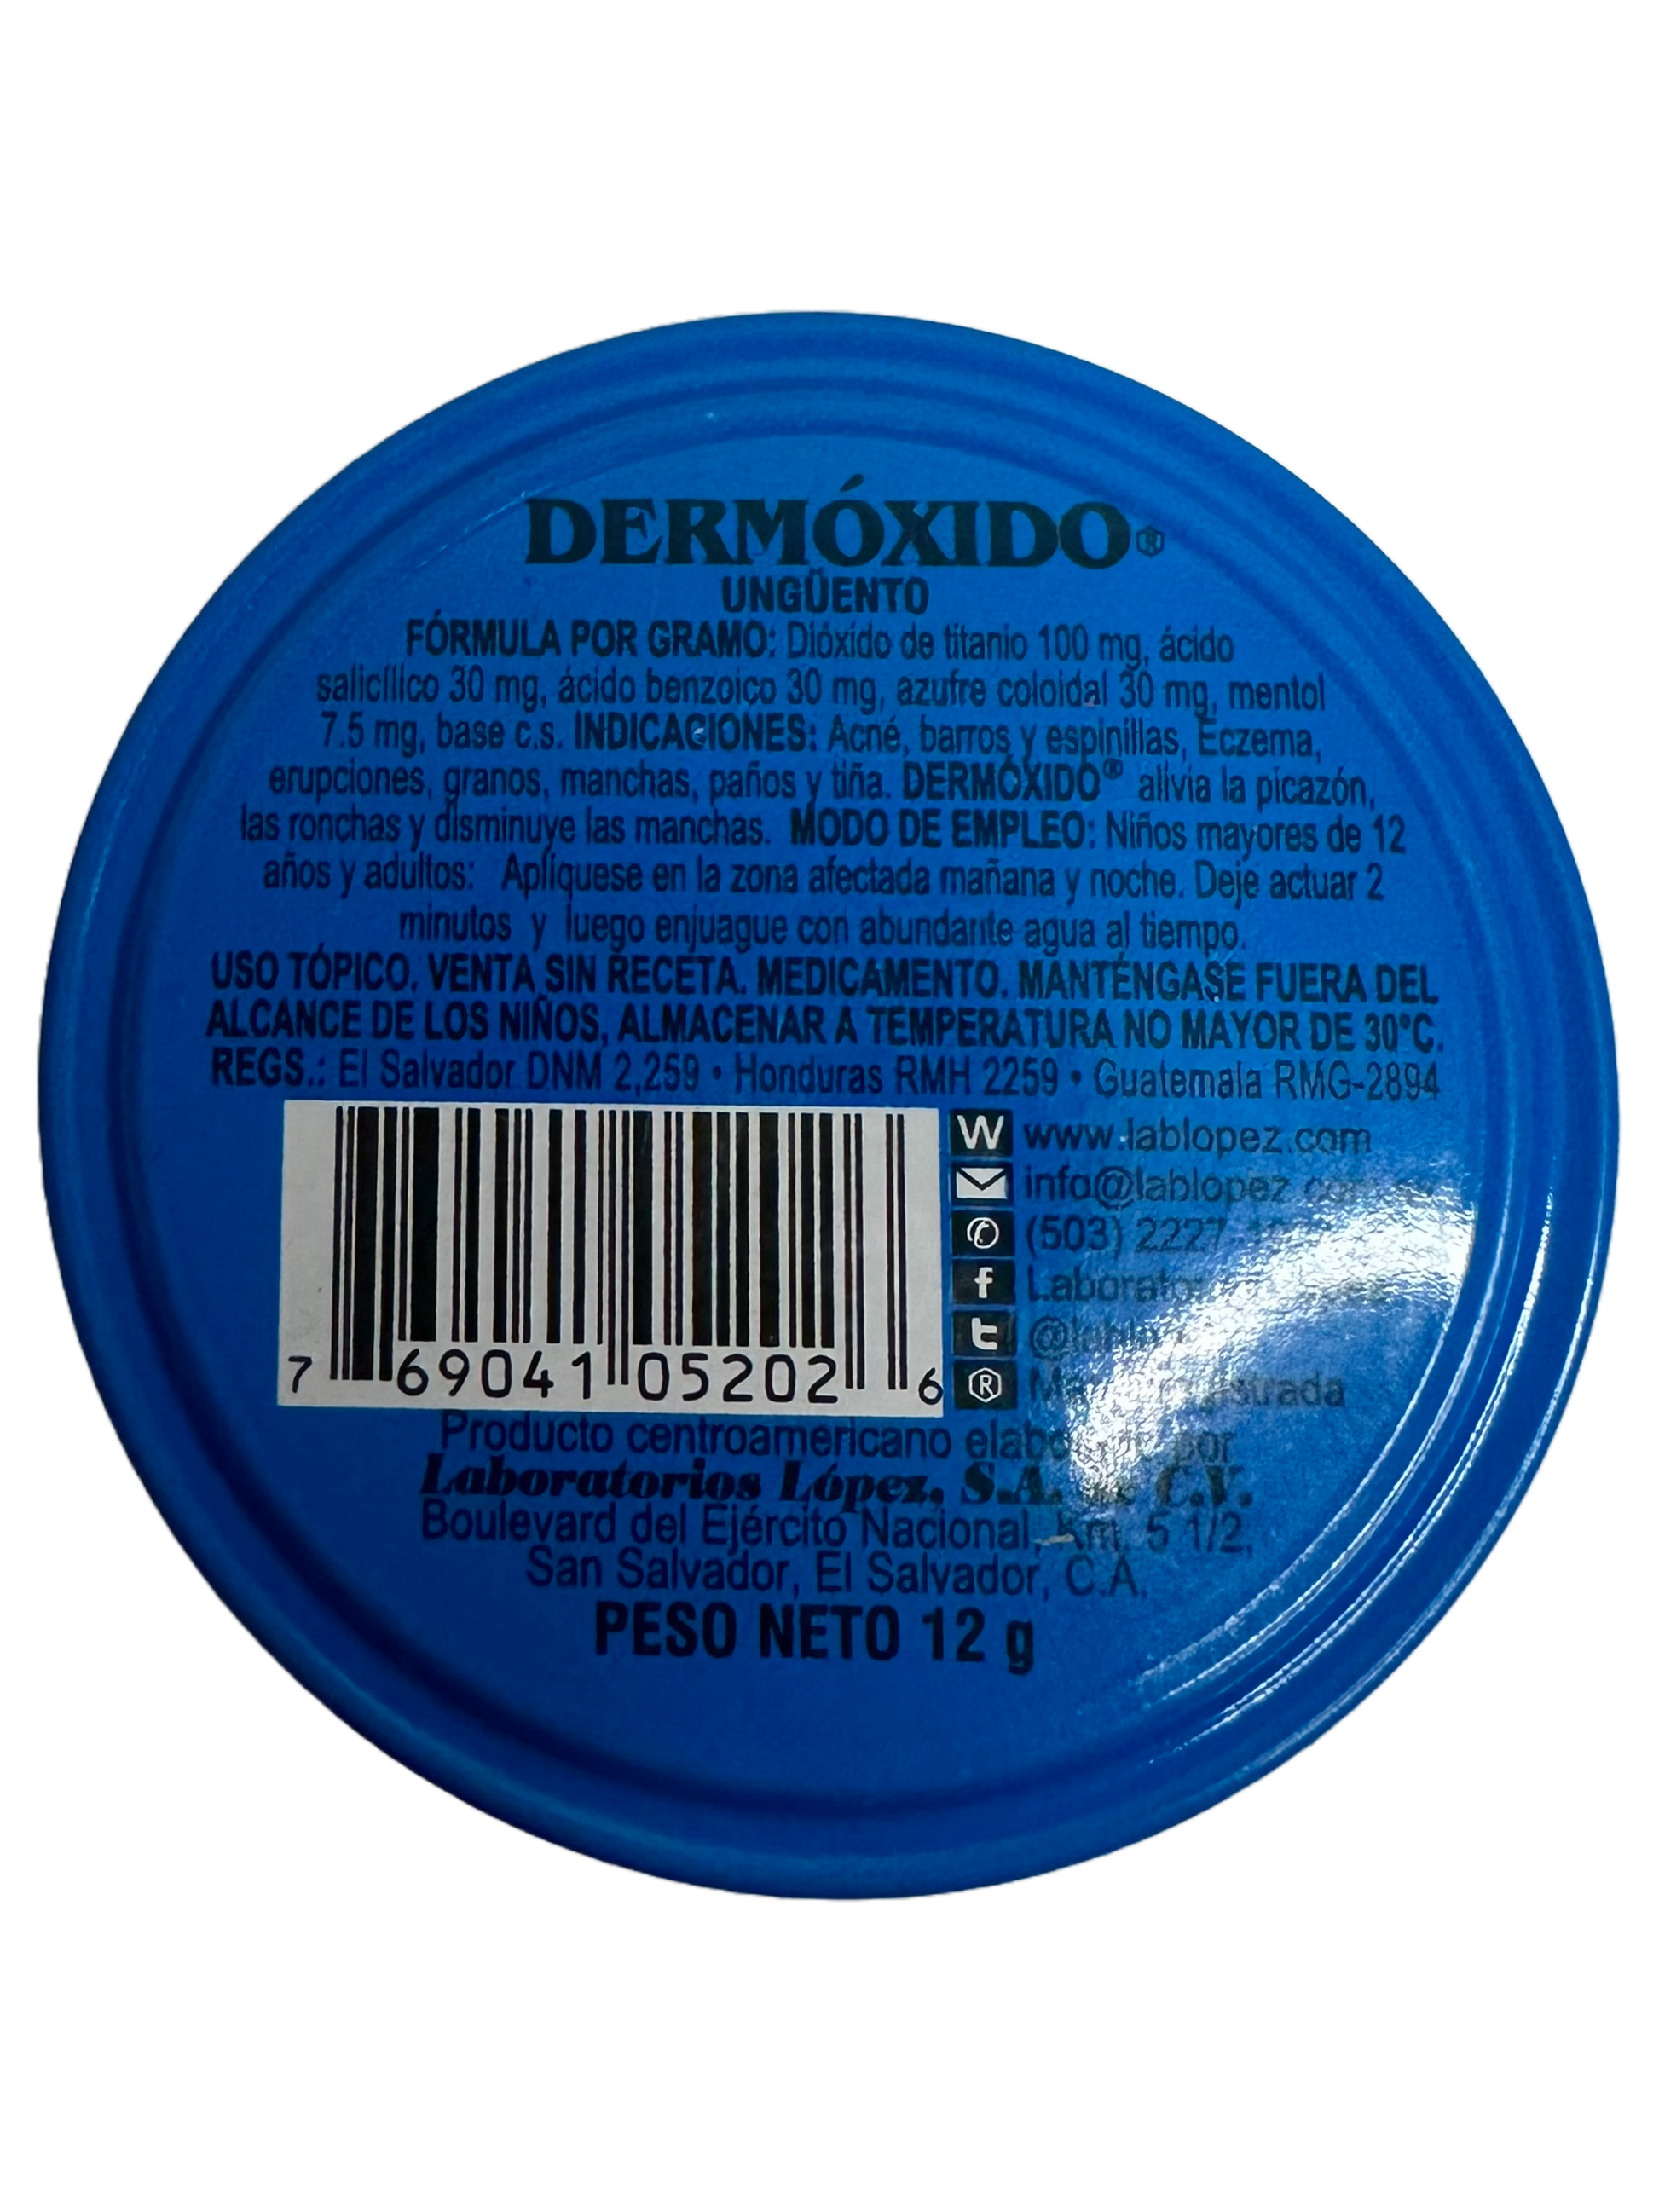 DERMÓXIDO®
UNGÜENTO
FÓRMULA POR GRAMO: Dióxido de titanio 100 mg, ácido
salicílico 30 mg, ácido benzoico 30 mg, azufre coloidal 30 mg, mentol
7.5 mg, base c.s. INDICACIONES: Acné, barros y espinillas, Eczema,
erupciones, granos, manchas, paños y tiña. DERMÓXIDO® alivia la picazón,
las ronchas y disminuye las manchas. MODO DE EMPLEO: Niños mayores de 12
años y adultos: Aplíquese en la zona afectada mañana y noche. Deje actuar 2
minutos y luego enjuague con abundante agua al tiempo.
USO TÓPICO. VENTA SIN RECETA. MEDICAMENTO. MANTÉNGASE FUERA DEL
ALCANCE DE LOS NIÑOS, ALMACENAR A TEMPERATURA NO MAYOR DE 30°C.
REGS.: El Salvador DNM 2,259 • Honduras RMH 2259 • Guatemala RMG-2894
W www.lablopez.com
(503) 2227
f
t
®
7 69041 05202 6
Producto centroamericano por
Laboratorios López, S.A. C.V.
Boulevard del Ejército Nacional, Km. 5 1/2,
San Salvador, El Salvador, C.A.
PESO NETO 12 g